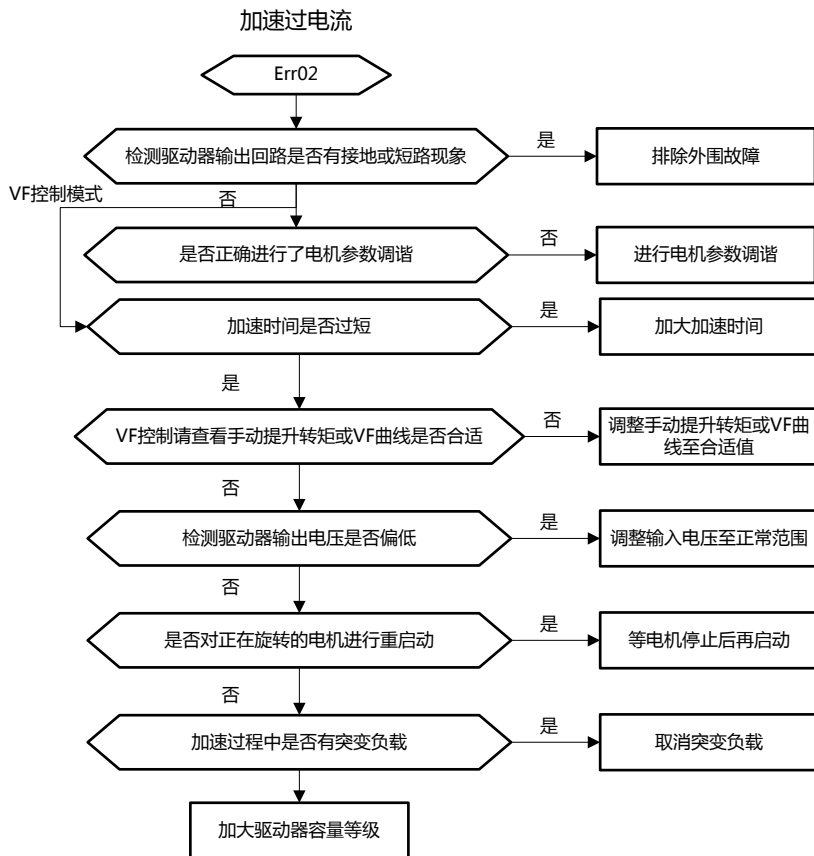 加速过电流
Err02
检测驱动器输出回路是否有接地或短路现象
是
排除外围故障
VF控制模式
否
是否正确进行了电机参数调谐
否
进行电机参数调谐
加速时间是否过短
是
加大加速时间
是
VF控制请查看手动提升转矩或VF曲线是否合适
否
调整手动提升转矩或VF曲
线至合适值
否
检测驱动器输出电压是否偏低
是
调整输入电压至正常范围
否
是否对正在旋转的电机进行重启动
是
等电机停止后再启动
否
加速过程中是否有突变负载
是
取消突变负载
加大驱动器容量等级